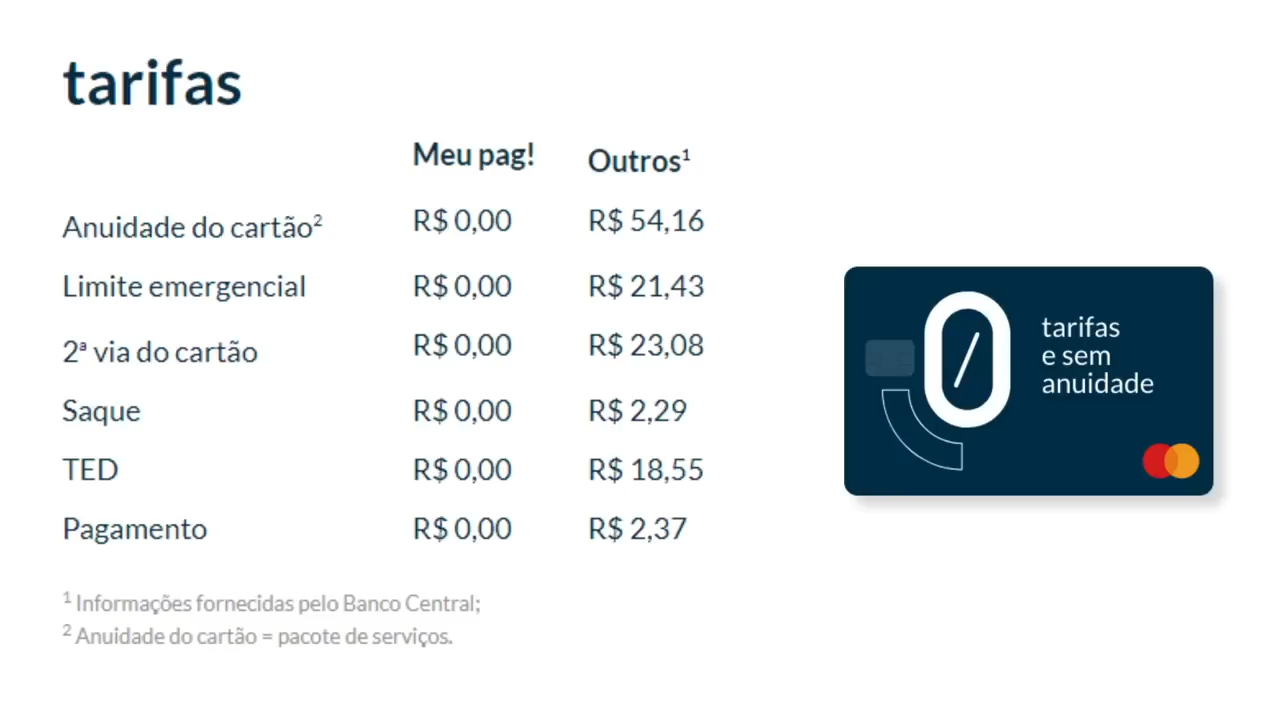 tarifas
Meu pag! Outros¹
Anuidade do cartão² R$ 0,00 R$ 54,16
Limite emergencial R$ 0,00 R$ 21,43
2ª via do cartão R$ 0,00 R$ 23,08
Saque R$ 0,00 R$ 2,29
TED R$ 0,00 R$ 18,55
Pagamento R$ 0,00 R$ 2,37
¹ Informações fornecidas pelo Banco Central;
² Anuidade do cartão = pacote de serviços.
0 tarifas
e sem
anuidade